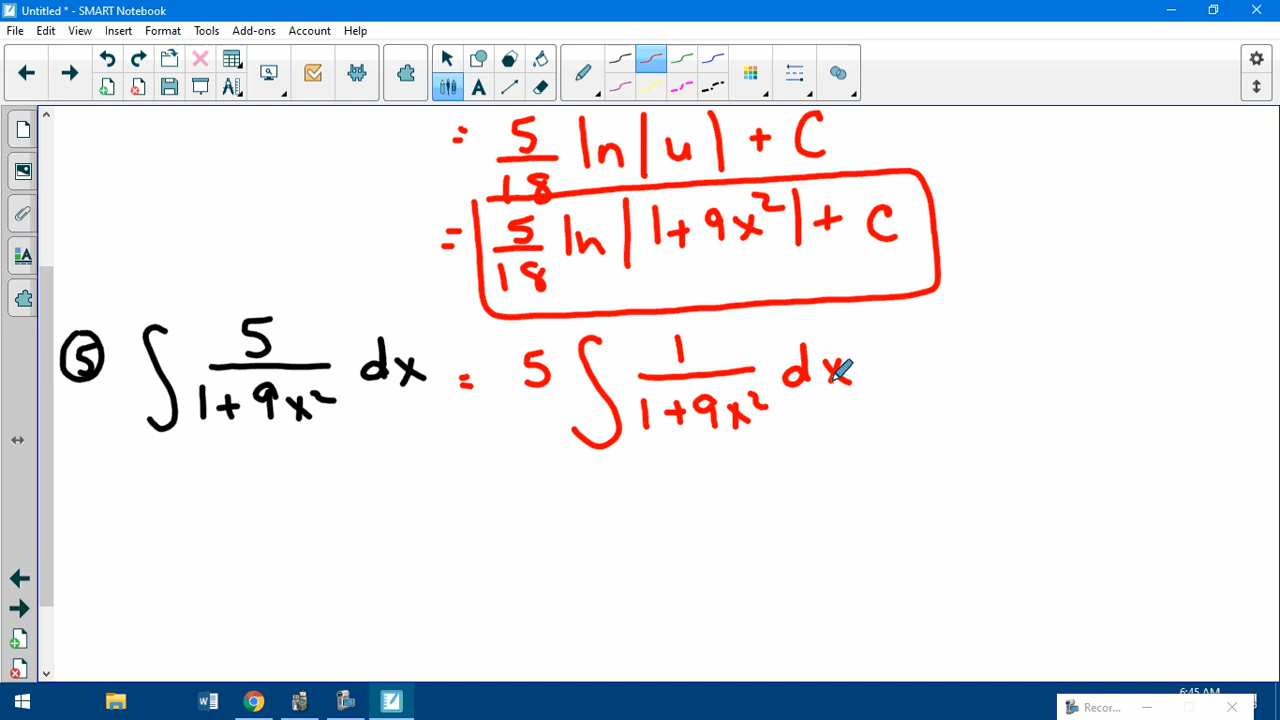 Untitled * - SMART Notebook
File Edit View Insert Format Tools Add-ons Account Help
= 5/18 ln|u| + C
= 5/18 ln|1+9x²| + C
⑤ ∫ 5/(1+9x²) dx = 5 ∫ 1/(1+9x²) dx
6:45 AM
Recor...